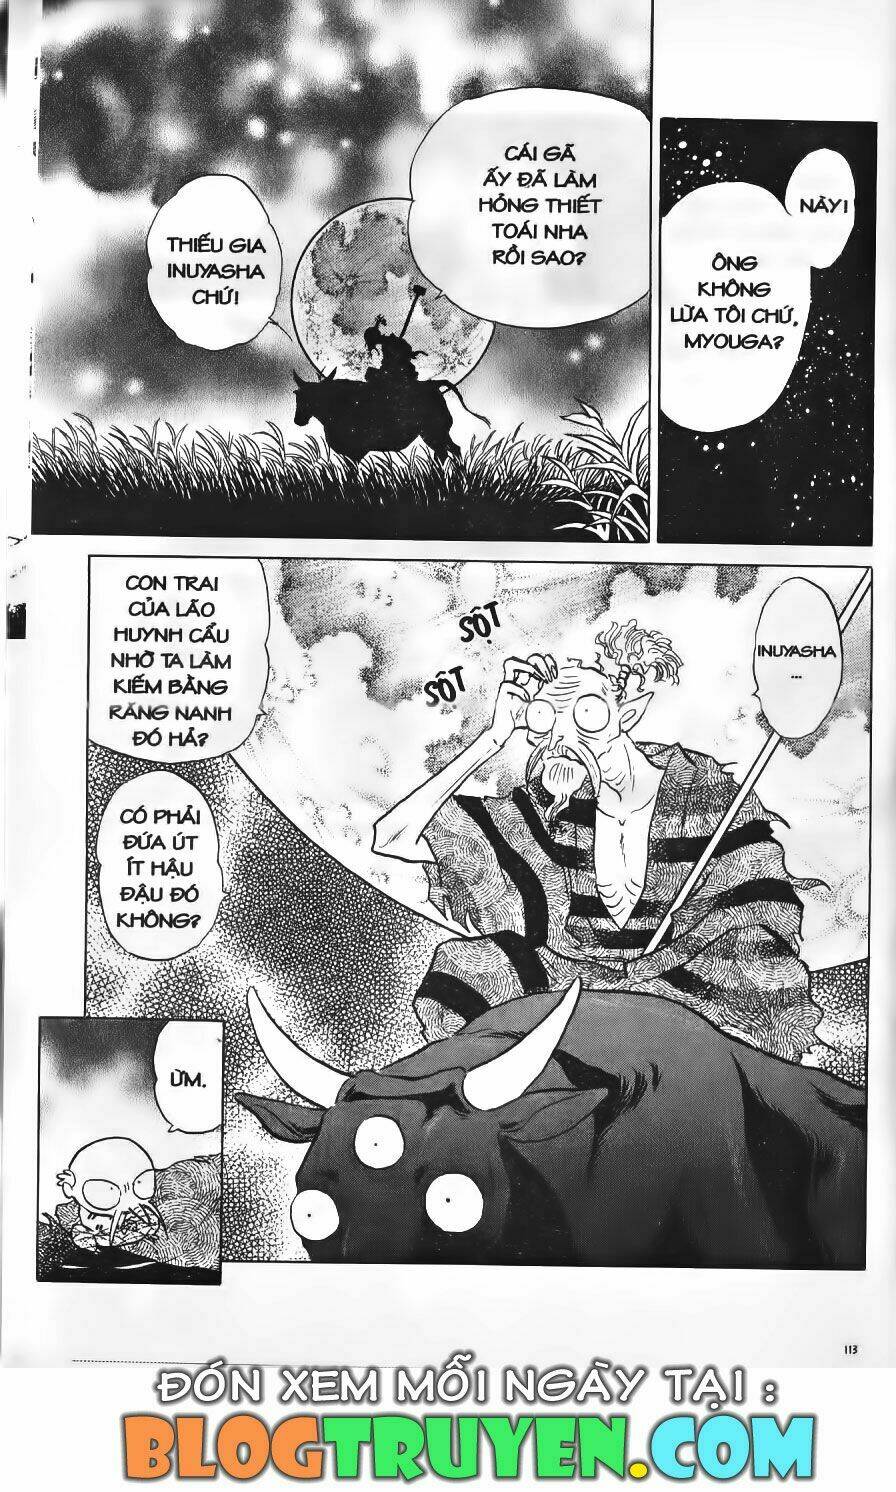 NÀY!
ÔNG
KHÔNG
LỪA TÔI CHỨ,
MYOUGA?
CÁI GÃ
ẤY ĐÃ LÀM
HỎNG THIẾT
TOÁI NHA
RỒI SAO?
THIẾU GIA
INUYASHA
CHỨ!
INUYASHA
...
SỘT
SỘT
CON TRAI
CỦA LÃO
HUYNH CẨU
NHỜ TA LÀM
KIẾM BẰNG
RĂNG NANH
ĐÓ HẢ?
CÓ PHẢI
ĐỨA ÚT
ÍT HẬU
ĐẬU ĐÓ
KHÔNG?
ỪM.
113
ĐÓN XEM MỖI NGÀY TẠI :
BLOGTRUYEN.COM